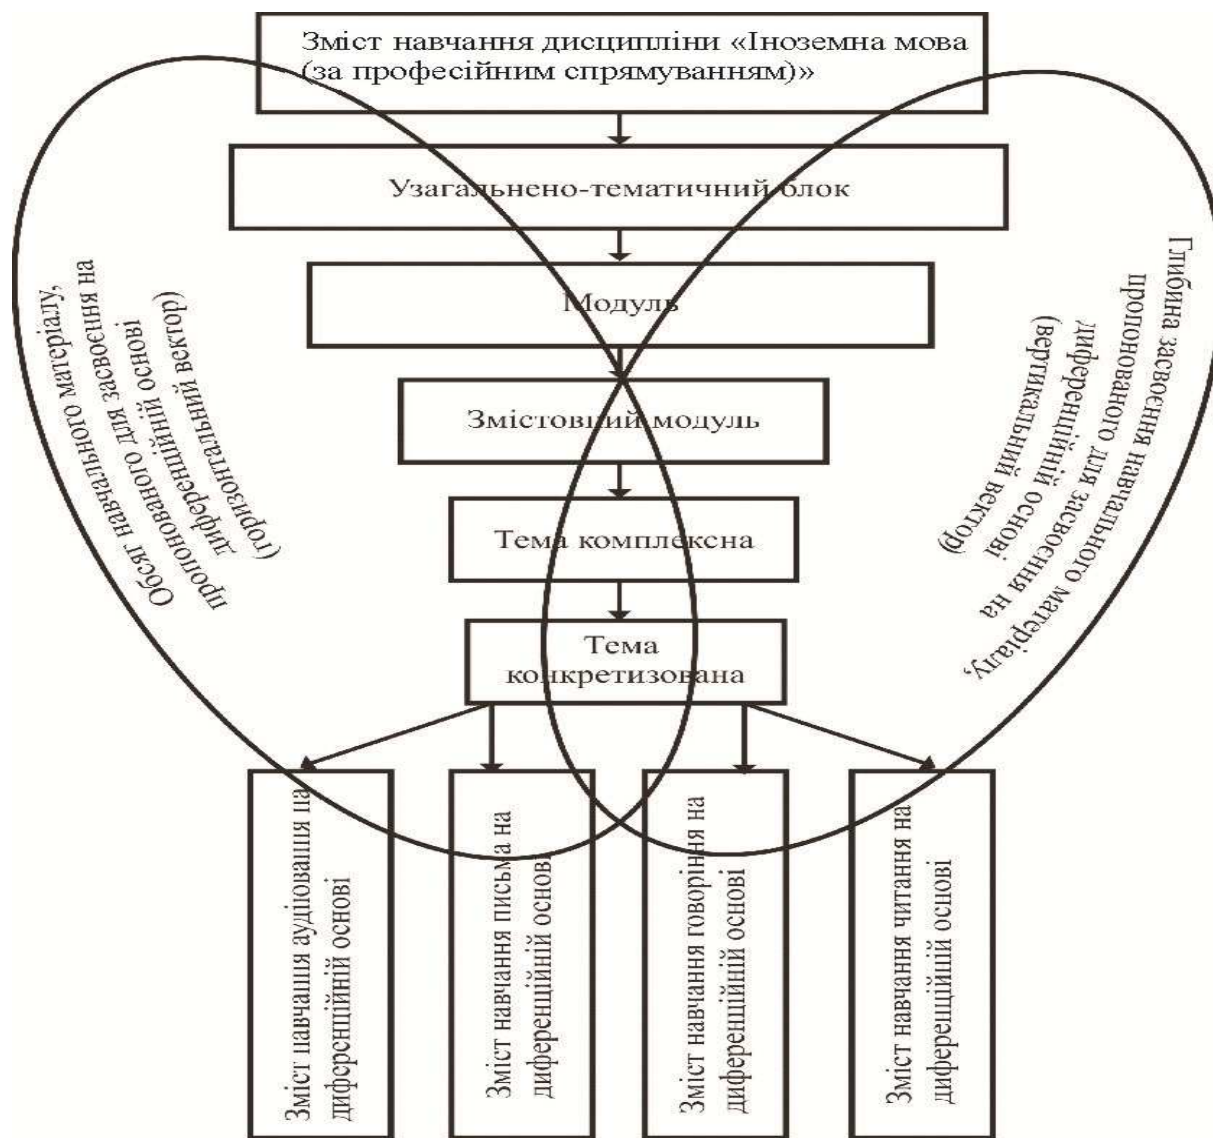 Зміст навчання дисципліни «Іноземна мова
(за професійним спрямуванням)»
Узагальнено-тематичний блок
Модуль
Змістовний модуль
Тема комплексна
Тема
конкретизована
Обсяг навчального матеріалу,
пропонованого для засвоєння на
диференційній основі
(горизонтальний вектор)
Глибина засвоєння навчального матеріалу,
пропонованого для засвоєння на
диференційній основі
(вертикальний вектор)
Зміст навчання аудіювання на
диференційній основі
Зміст навчання письма на
диференційній основі
Зміст навчання говоріння на
диференційній основі
Зміст навчання читання на
диференційній основі